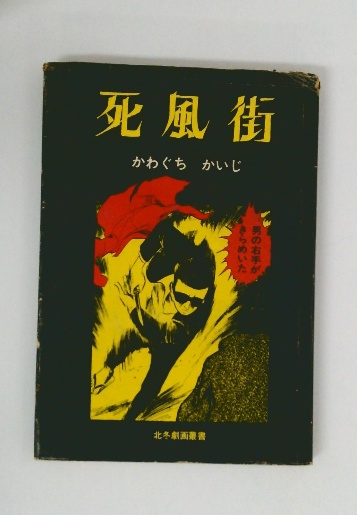 死風街
かわぐち かいじ
男の右手が
きらめいた
北冬劇画叢書